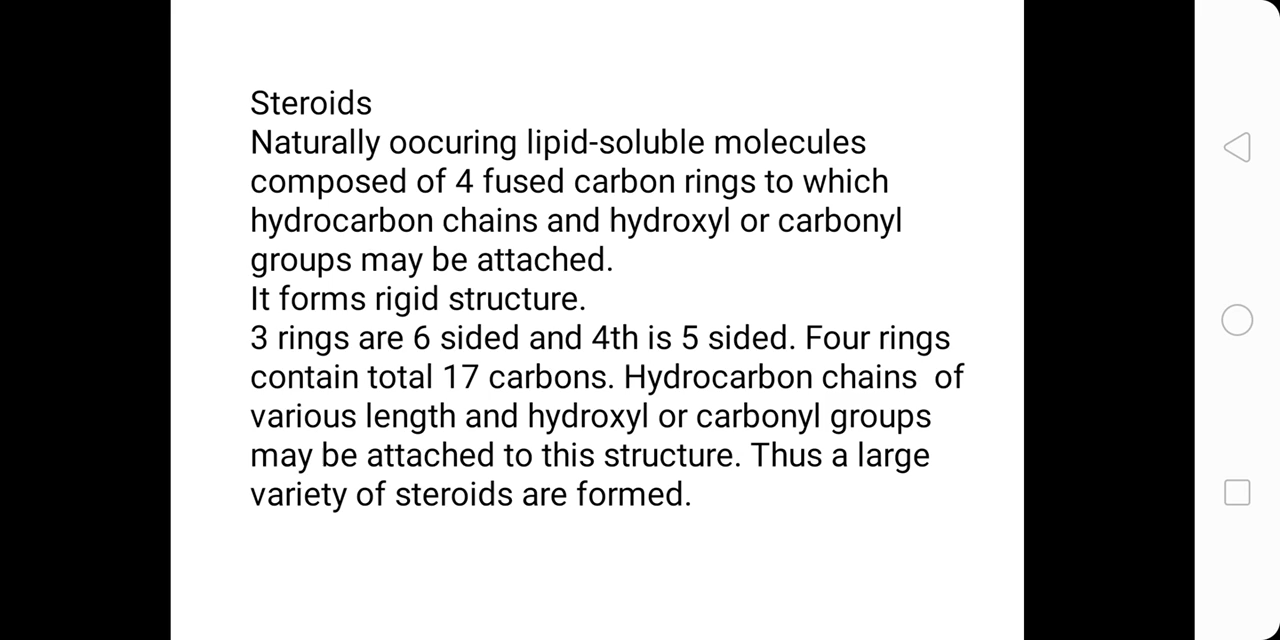 Steroids
Naturally oocuring lipid-soluble molecules
composed of 4 fused carbon rings to which
hydrocarbon chains and hydroxyl or carbonyl
groups may be attached.
It forms rigid structure.
3 rings are 6 sided and 4th is 5 sided. Four rings
contain total 17 carbons. Hydrocarbon chains  of
various length and hydroxyl or carbonyl groups
may be attached to this structure. Thus a large
variety of steroids are formed.